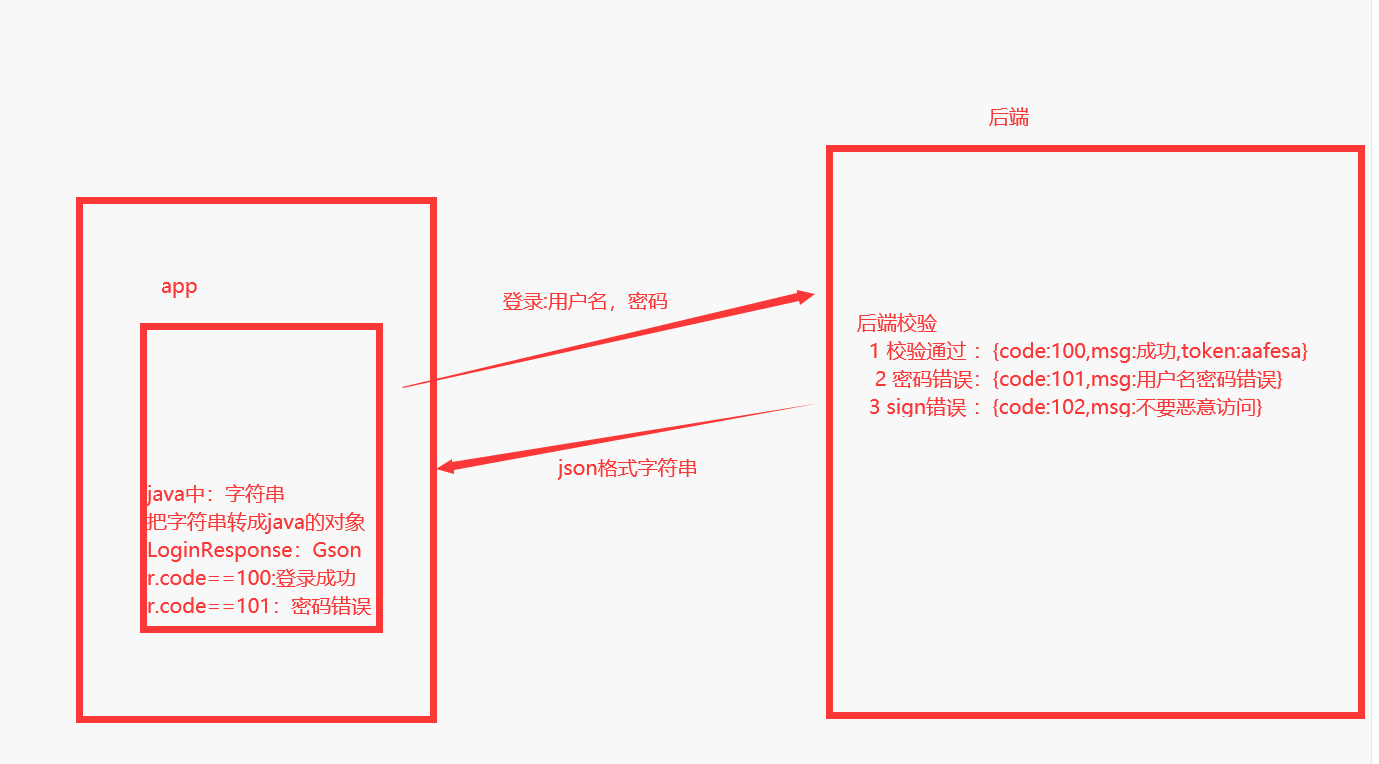 后端
app
登录:用户名，密码
后端校验
1 校验通过 ：{code:100,msg:成功,token:aafesa}
2 密码错误：{code:101,msg:用户名密码错误}
3 sign错误 ：{code:102,msg:不要恶意访问}
json格式字符串
java中：字符串
把字符串转成java的对象
LoginResponse：Gson
r.code==100:登录成功
r.code==101：密码错误